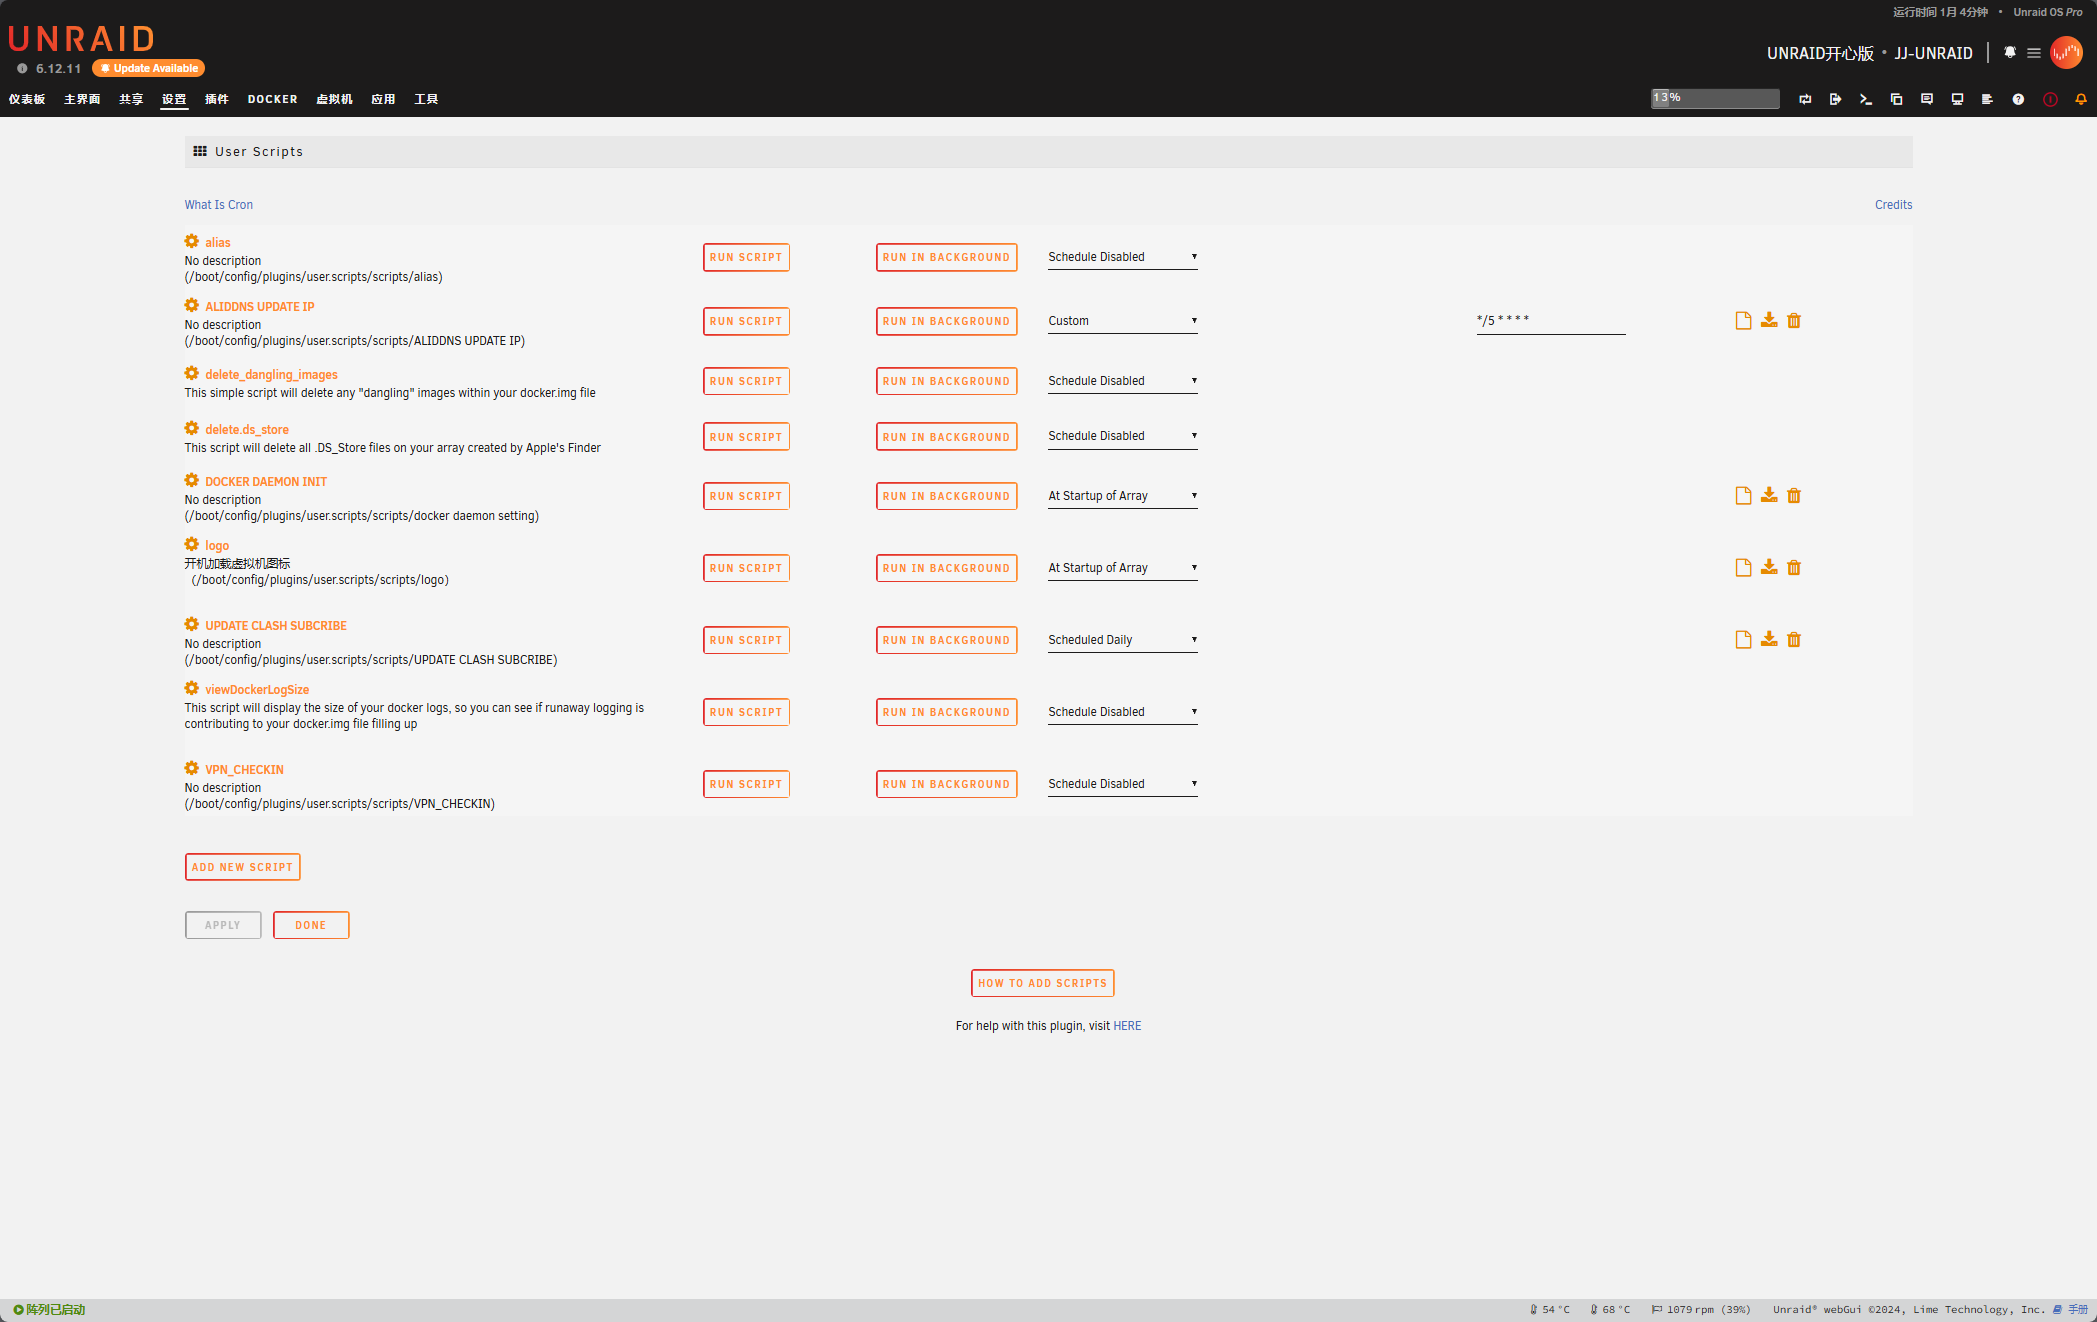 运行时间 1月 4分钟 • Unraid OS Pro
UNRAID
6.12.11 Update Available
UNRAID开心版 • JJ-UNRAID
仪表板 主界面 共享 设置 插件 DOCKER 虚拟机 应用 工具
13%
User Scripts
What Is Cron
Credits
alias
No description
(/boot/config/plugins/user.scripts/scripts/alias)
RUN SCRIPT RUN IN BACKGROUND Schedule Disabled
ALIDDNS UPDATE IP
No description
(/boot/config/plugins/user.scripts/scripts/ALIDDNS UPDATE IP)
RUN SCRIPT RUN IN BACKGROUND Custom */5 * * * *
delete_dangling_images
This simple script will delete any "dangling" images within your docker.img file
RUN SCRIPT RUN IN BACKGROUND Schedule Disabled
delete.ds_store
This script will delete all .DS_Store files on your array created by Apple's Finder
RUN SCRIPT RUN IN BACKGROUND Schedule Disabled
DOCKER DAEMON INIT
No description
(/boot/config/plugins/user.scripts/scripts/docker daemon setting)
RUN SCRIPT RUN IN BACKGROUND At Startup of Array
logo
开机加载虚拟机图标
（/boot/config/plugins/user.scripts/scripts/logo)
RUN SCRIPT RUN IN BACKGROUND At Startup of Array
UPDATE CLASH SUBCRIBE
No description
(/boot/config/plugins/user.scripts/scripts/UPDATE CLASH SUBCRIBE)
RUN SCRIPT RUN IN BACKGROUND Scheduled Daily
viewDockerLogSize
This script will display the size of your docker logs, so you can see if runaway logging is
contributing to your docker.img file filling up
RUN SCRIPT RUN IN BACKGROUND Schedule Disabled
VPN_CHECKIN
No description
(/boot/config/plugins/user.scripts/scripts/VPN_CHECKIN)
RUN SCRIPT RUN IN BACKGROUND Schedule Disabled
ADD NEW SCRIPT
APPLY DONE
HOW TO ADD SCRIPTS
For help with this plugin, visit HERE
阵列已启动
54 °C 68 °C 1079 rpm (39%) Unraid® webGui ©2024, Lime Technology, Inc. 手册